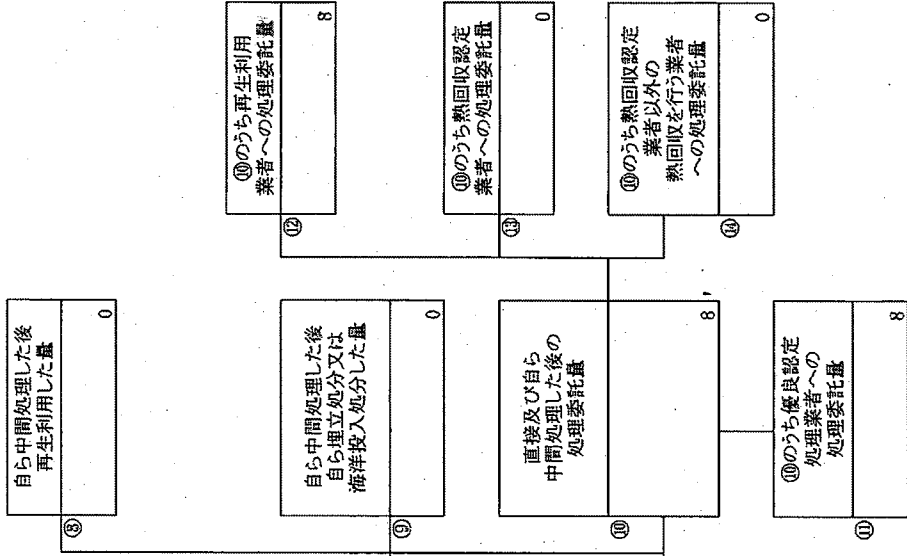 ⑧
自ら中間処理した後
再生利用した量
0
⑨
自ら中間処理した後
自ら埋立処分又は
海洋投入処分した量
0
⑩
直接及び自ら
中間処理した後の
処理委託量
8
⑪
⑩のうち優良認定
処理業者への
処理委託量
8
⑫
⑩のうち再生利用
業者への処理委託量
8
⑬
⑩のうち熱回収認定
業者への処理委託量
0
⑭
⑩のうち熱回収認定
業者以外の
熱回収を行う業者
への処理委託量
0